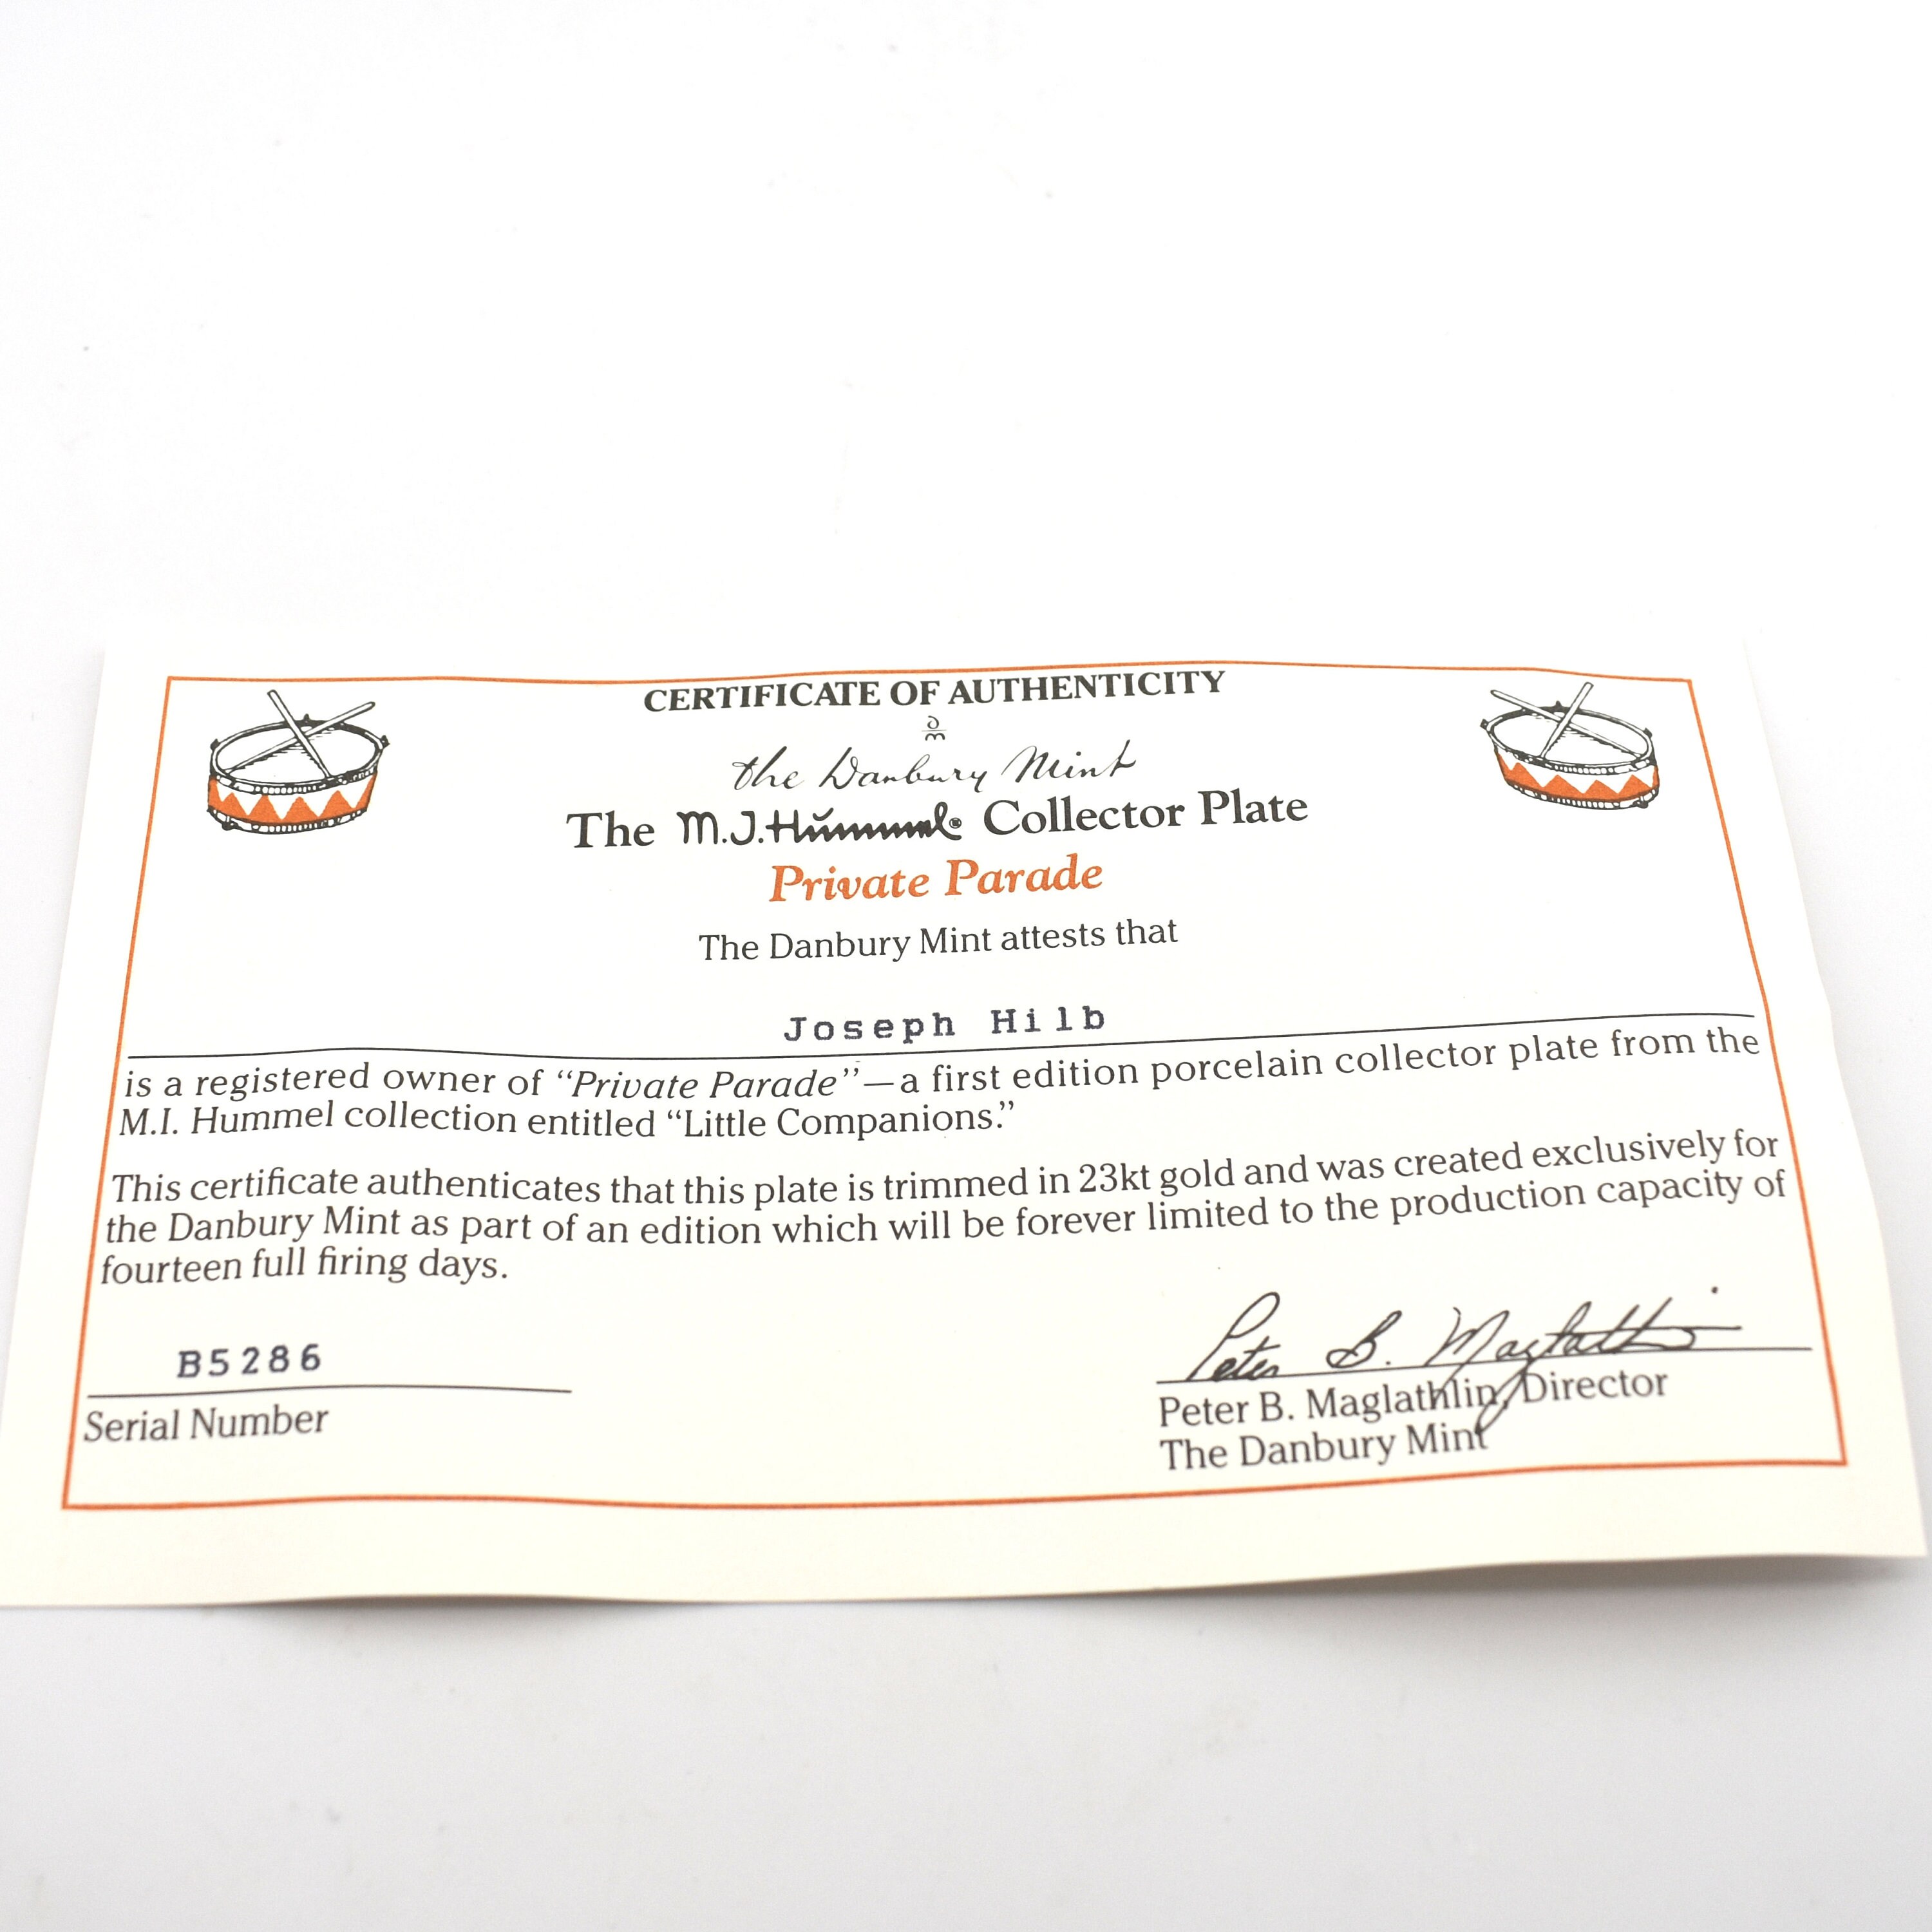 CERTIFICATE OF AUTHENTICITY
d
m
the Danbury Mint
The M.J.Hummel® Collector Plate
Private Parade
The Danbury Mint attests that
Joseph Hilb
is a registered owner of “Private Parade”—a first edition porcelain collector plate from the
M.I. Hummel collection entitled “Little Companions.”
This certificate authenticates that this plate is trimmed in 23kt gold and was created exclusively for
the Danbury Mint as part of an edition which will be forever limited to the production capacity of
fourteen full firing days.
B5286
Serial Number
Peter B. Maglathlin
Peter B. Maglathlin, Director
The Danbury Mint